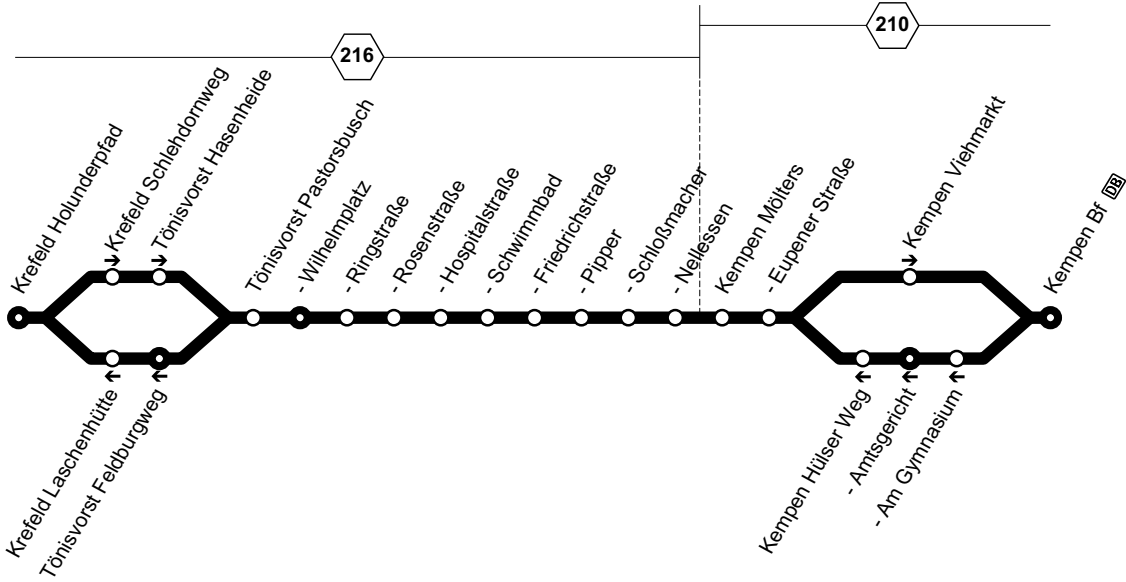 210
216
Krefeld Holunderpfad
Krefeld Schlehdornweg
Tönisvorst Hasenheide
Tönisvorst Pastorsbusch
- Wilhelmplatz
- Ringstraße
- Rosenstraße
- Hospitalstraße
- Schwimmbad
- Friedrichstraße
- Pipper
- Schloßmacher
- Nellessen
Kempen Mölters
- Eupener Straße
Kempen Viehmarkt
Kempen Bf DB
Krefeld Laschenhütte
Tönisvorst Feldburgweg
Kempen Hülser Weg
- Amtsgericht
- Am Gymnasium